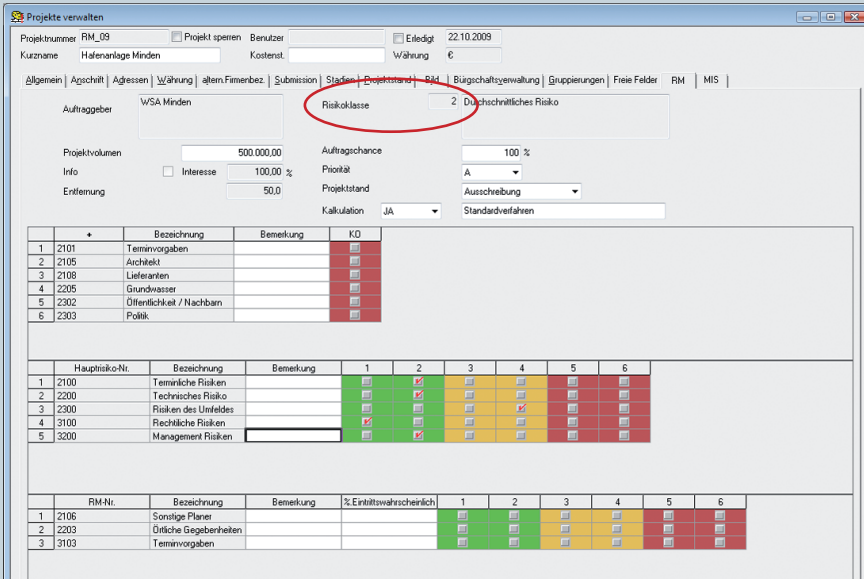 Projekte verwalten
Projektnummer RM_09 Projekt sperren Benutzer Erledigt 22.10.2009
Kurzname Hafenanlage Minden Kostenst. Währung €
Allgemein Anschrift Adressen Währung altern.Firmenbez. Submission Stadien Projektstand Bild Bürgschaftsverwaltung Gruppierungen Freie Felder RM MIS
Auftraggeber WSA Minden Risikoklasse 2 Durchschnittliches Risiko
Projektvolumen 500.000,00 Auftragschance 100 %
Info Interesse 100,00 % Priorität A
Entfernung 50,0 Projektstand Ausschreibung
Kalkulation JA Standardverfahren
+ Bezeichnung Bemerkung KO
1 2101 Terminvorgaben
2 2105 Architekt
3 2108 Lieferanten
4 2205 Grundwasser
5 2302 Öffentlichkeit / Nachbarn
6 2303 Politik
Hauptrisiko-Nr. Bezeichnung Bemerkung 1 2 3 4 5 6
1 2100 Terminliche Risiken
2 2200 Technisches Risiko
3 2300 Risiken des Umfeldes
4 3100 Rechtliche Risiken
5 3200 Management Risiken
RM-Nr. Bezeichnung Bemerkung %.Eintrittswahrscheinlich 1 2 3 4 5 6
1 2106 Sonstige Planer
2 2203 Örtliche Gegebenheiten
3 3103 Terminvorgaben